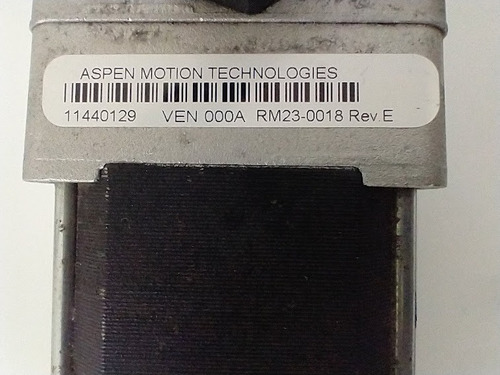 ASPEN MOTION TECHNOLOGIES
11440129 VEN 000A RM23-0018 Rev.E